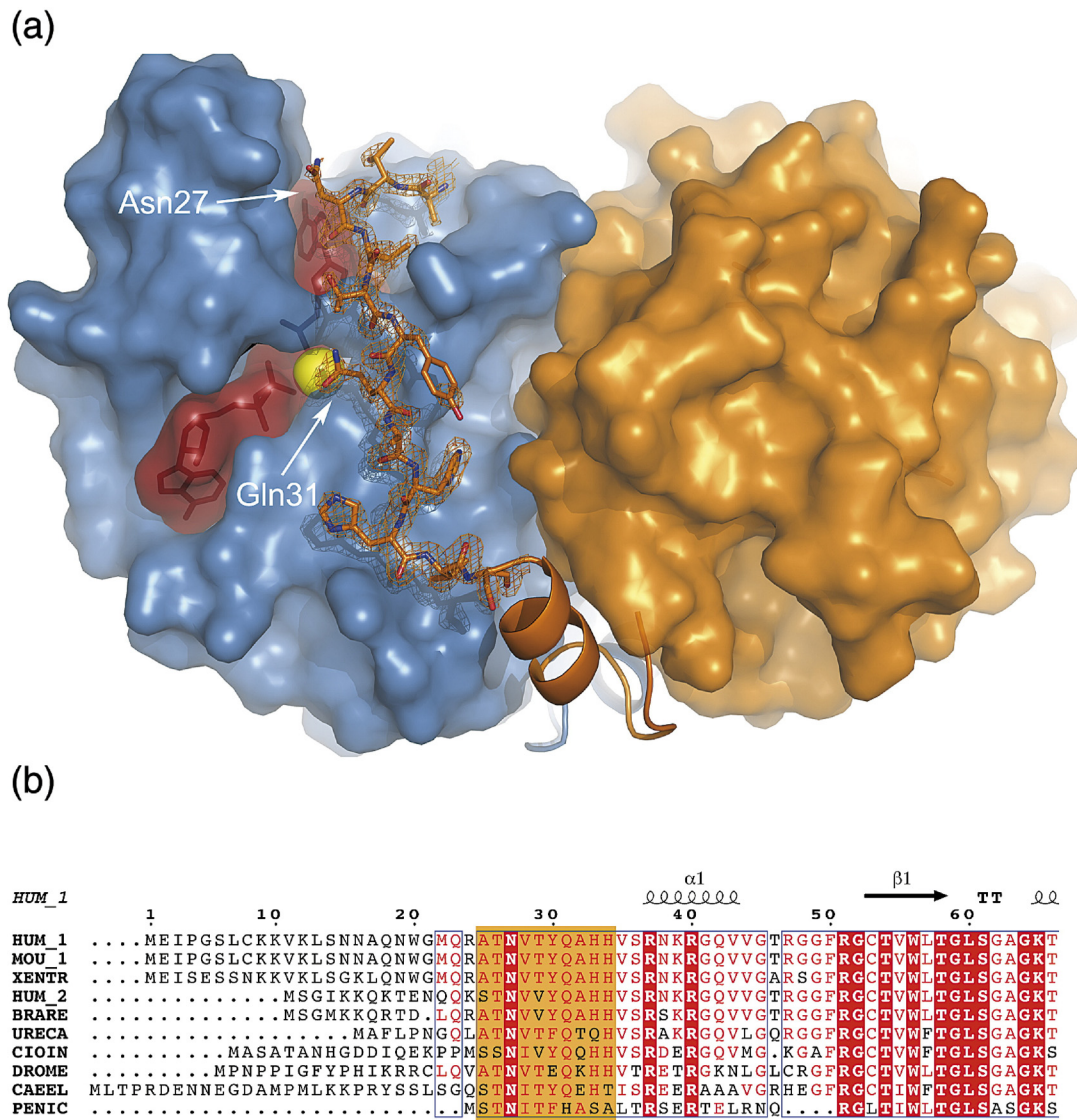 (a)
Asn27
Gln31
(b)
α1 β1
HUM_1 TT
1 10 20 30 40 50 60
HUM_1 ....MEIPGSLCKKVKLSNNAQNWGMQRATNVTYQAHHVSRNKRGQVVGTRGGFRGCTVWLTGLSGAGKT
MOU_1 ....MEIPGSLCKKVKLSNNAQNWGMQRATNVTYQAHHVSRNKRGQVVGTRGGFRGCTVWLTGLSGAGKT
XENTR ....MEISESSNKKVKLSGKLQNWGMQRATNVTYQAHHVSRNKRGQVVGARSGFRGCTVWLTGLSGAGKT
HUM_2 ..............MSGIKKQKTENQQKSTNVVYQAHHVSRNKRGQVVGTRGGFRGCTVWLTGLSGAGKT
BRARE ..............MSGMKKQRTD.LQRATNVVYQAHHVSRSKRGQVVGTRGGFRGCTVWLTGLSGAGKT
URECA ...................MAFLPNGQLATNVTFQTQHVSRAKRGQVLGQRGGFRGCTVWFTGLSGAGKT
CIOIN ..........MASATANHGDDIQEKPPMSSNIVYQQHHVSRDERGQVMG.KGAFRGCTVWFTGLSGAGKS
DROME .........MPNPPIGFYPHIKRRCLQVATNVTEQKHHVTRETRGKNLGLCRGFRGCTVWLTGLSGAGKT
CAEEL MLTPRDENNEGDAMPMLKKPRYSSLSGQSTNITYQEHTISREERAAAVGRHEGFRGCTIWFTGLSGAGKT
PENIC ...........................MSTNITFHASALTRSERTELRNQ....RGLTIWLTGLSASGKS